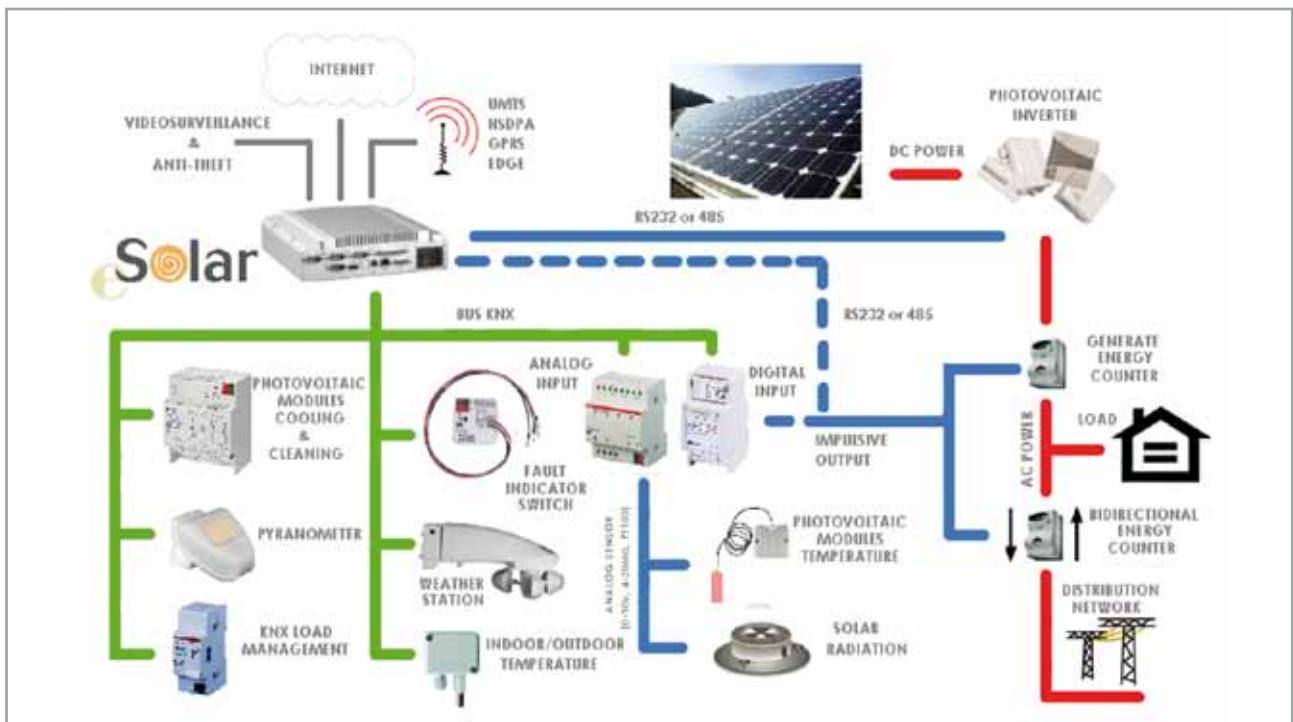 INTERNET
VIDEOSURVEILLANCE
&
ANTI-THEFT
UMTS
HSDPA
GPRS
EDGE
PHOTOVOLTAIC
INVERTER
DC POWER
RS232 or 485
eSolar
BUS KNX
RS232 or 485
PHOTOVOLTAIC
MODULES
COOLING
&
CLEANING
FAULT
INDICATOR
SWITCH
ANALOG
INPUT
DIGITAL
INPUT
IMPULSIVE
OUTPUT
GENERATE
ENERGY
COUNTER
LOAD
AC POWER
BIDIRECTIONAL
ENERGY
COUNTER
PYRANOMETER
WEATHER
STATION
ANALOG SENSOR
PHOTOVOLTAIC
MODULES
TEMPERATURE
DISTRIBUTION
NETWORK
KNX LOAD
MANAGEMENT
INDOOR/OUTDOOR
TEMPERATURE
SOLAR
RADIATION